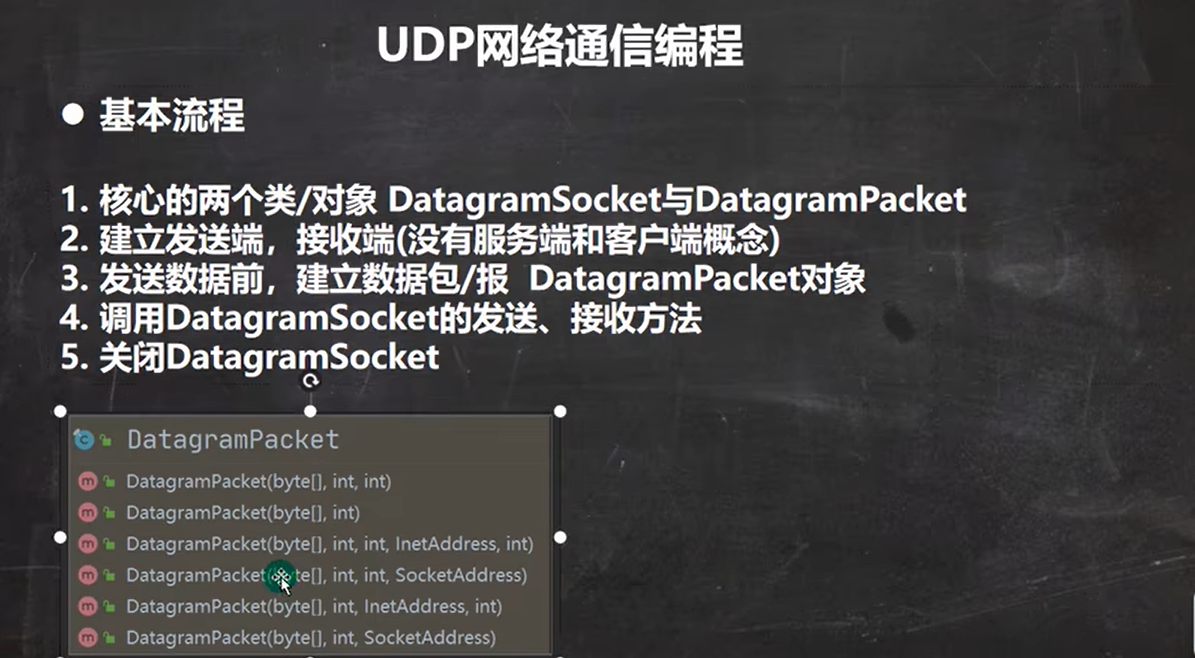 UDP网络通信编程
● 基本流程
1. 核心的两个类/对象 DatagramSocket与DatagramPacket
2. 建立发送端，接收端(没有服务端和客户端概念)
3. 发送数据前，建立数据包/报 DatagramPacket对象
4. 调用DatagramSocket的发送、接收方法
5. 关闭DatagramSocket
DatagramPacket
DatagramPacket(byte[], int, int)
DatagramPacket(byte[], int)
DatagramPacket(byte[], int, int, InetAddress, int)
DatagramPacket(byte[], int, int, SocketAddress)
DatagramPacket(byte[], int, InetAddress, int)
DatagramPacket(byte[], int, SocketAddress)